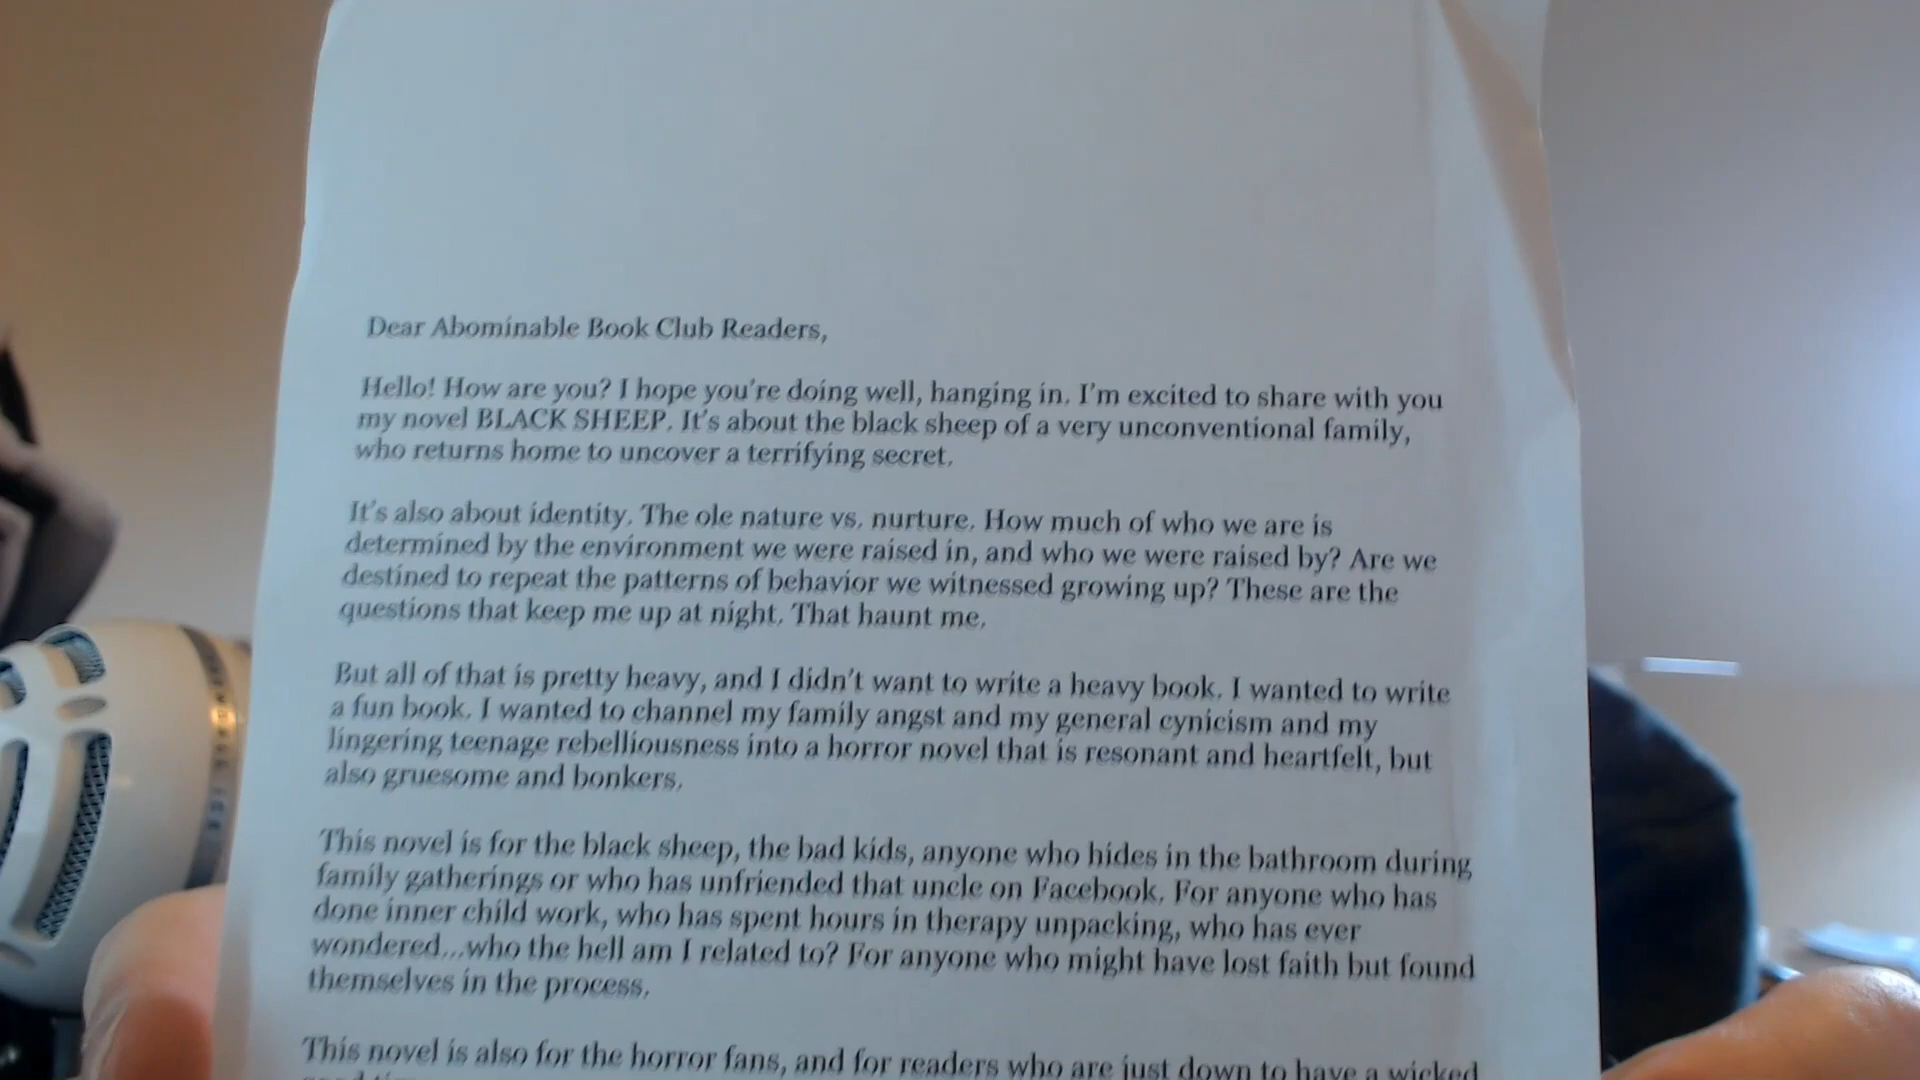 Dear Abominable Book Club Readers,
Hello! How are you? I hope you're doing well, hanging in. I'm excited to share with you
my novel BLACK SHEEP. It's about the black sheep of a very unconventional family,
who returns home to uncover a terrifying secret.
It's also about identity. The ole nature vs. nurture. How much of who we are is
determined by the environment we were raised in, and who we were raised by? Are we
destined to repeat the patterns of behavior we witnessed growing up? These are the
questions that keep me up at night. That haunt me.
But all of that is pretty heavy, and I didn't want to write a heavy book. I wanted to write
a fun book. I wanted to channel my family angst and my general cynicism and my
lingering teenage rebelliousness into a horror novel that is resonant and heartfelt, but
also gruesome and bonkers.
This novel is for the black sheep, the bad kids, anyone who hides in the bathroom during
family gatherings or who has unfriended that uncle on Facebook. For anyone who has
done inner child work, who has spent hours in therapy unpacking, who has ever
wondered...who the hell am I related to? For anyone who might have lost faith but found
themselves in the process.
This novel is also for the horror fans, and for readers who are just down to have a wicked